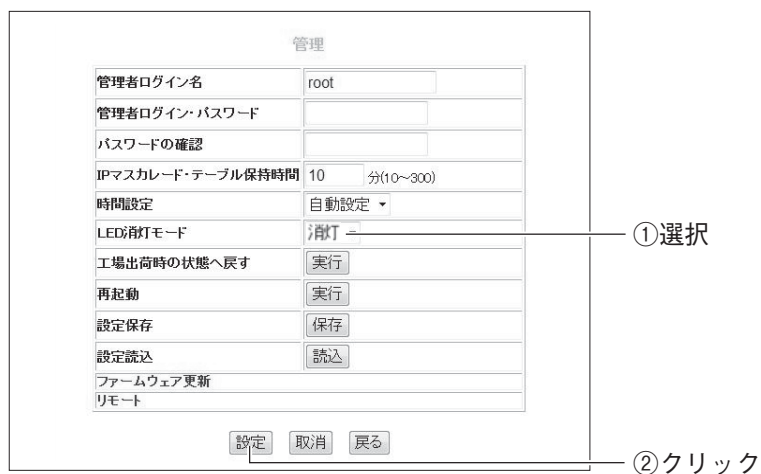 管理
管理者ログイン名 root
管理者ログイン・パスワード
パスワードの確認
IPマスカレード・テーブル保持時間 10 分(10～300)
時間設定 自動設定
LED消灯モード 消灯
①選択
工場出荷時の状態へ戻す 実行
再起動 実行
設定保存 保存
設定読込 読込
ファームウェア更新
リモート
設定 取消 戻る
②クリック